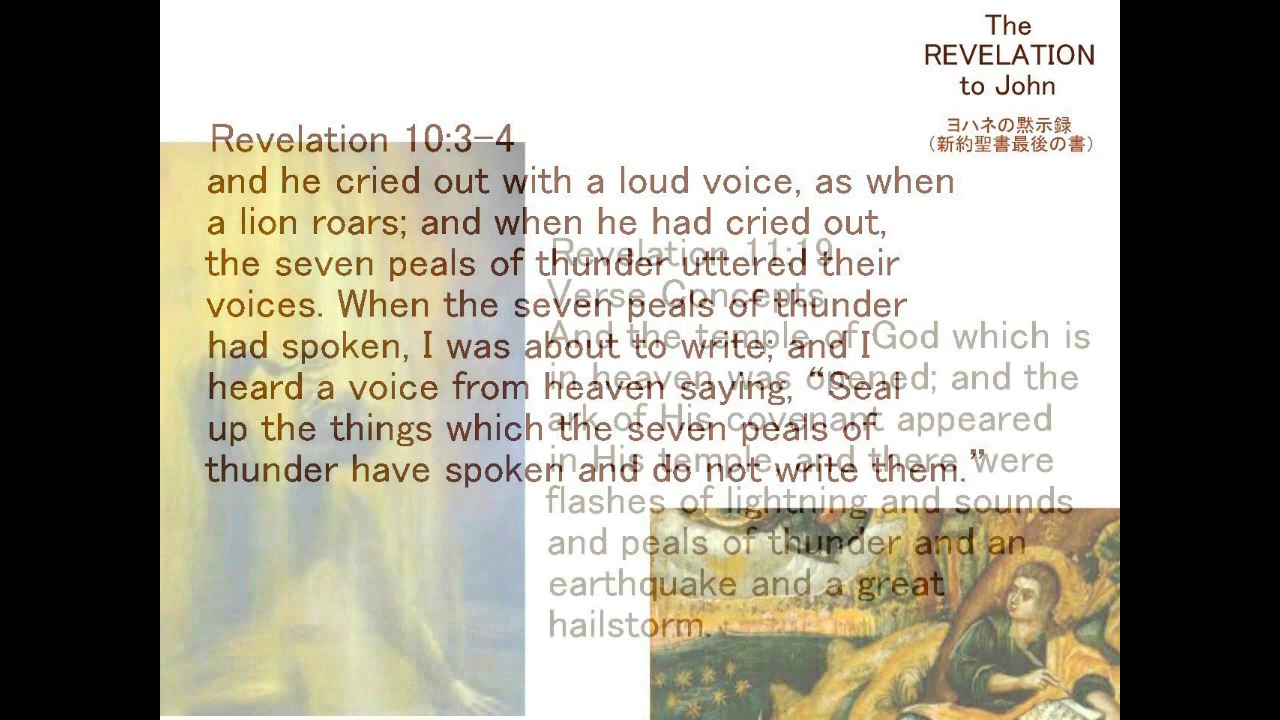 The
REVELATION
to John
ヨハネの黙示録
（新約聖書最後の書）
Revelation 10:3-4
and he cried out with a loud voice, as when
a lion roars; and when he had cried out,
the seven peals of thunder uttered their
voices. When the seven peals of thunder
had spoken, I was about to write; and I
heard a voice from heaven saying, “Seal
up the things which the seven peals of
thunder have spoken and do not write them.”
Revelation 11:19
Verse Concepts
And the temple of God which is
in heaven was opened; and the
ark of His covenant appeared
in His temple, and there were
flashes of lightning and sounds
and peals of thunder and an
earthquake and a great
hailstorm.